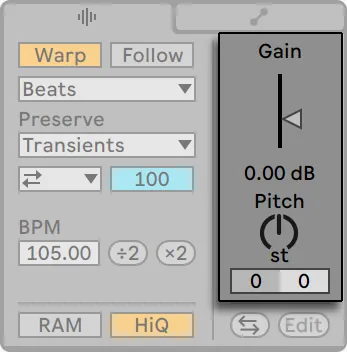 Warp Follow
Beats
Preserve
Transients
100
BPM
105.00 ÷2 ×2
RAM HiQ
Gain
0.00 dB
Pitch
st
0 0
Edit